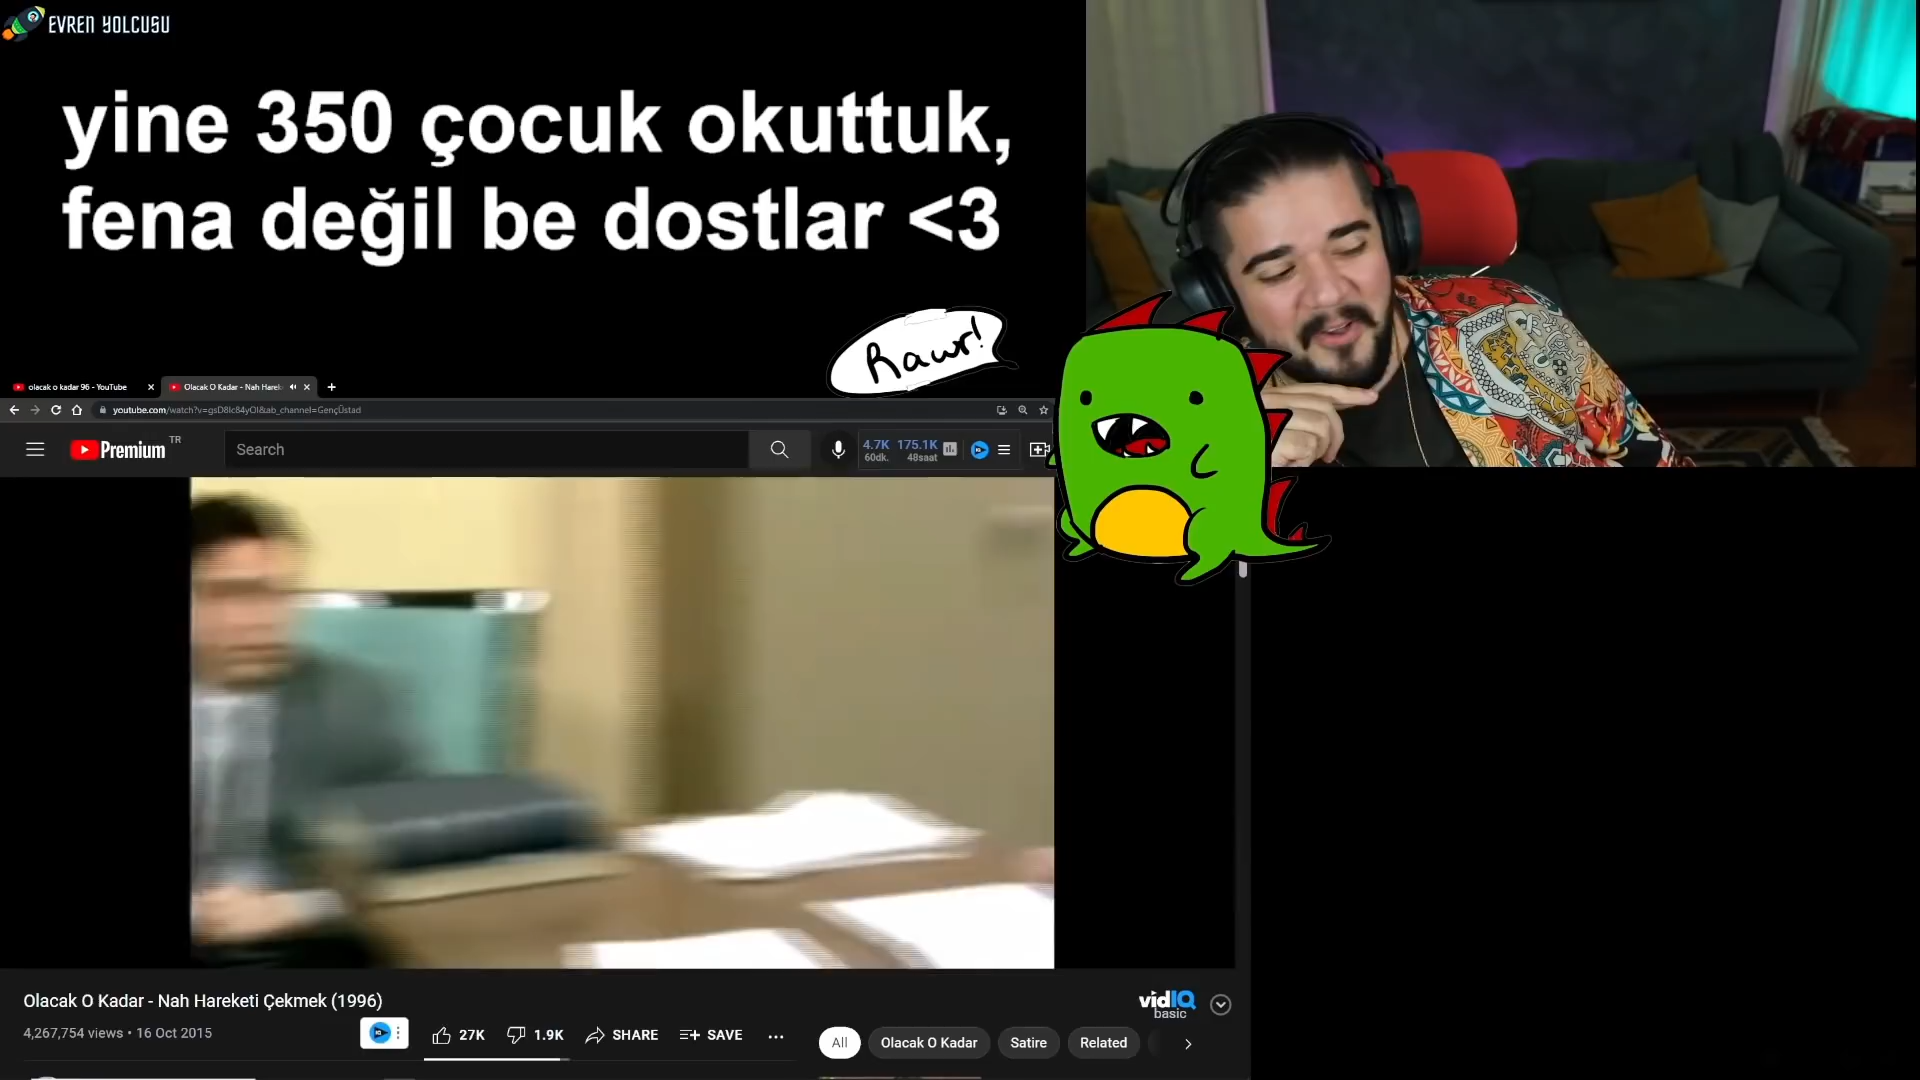 EVREN YOLCUSU
yine 350 çocuk okuttuk,
fena değil be dostlar <3
Rawr!
olacak o kadar 96 - YouTube
Olacak O Kadar - Nah Harek
youtube.com/watch?v=gsD8lc84yOI&ab_channel=GençÜstad
Premium TR
Search
4.7K 175.1K
60dk. 48saat
Olacak O Kadar - Nah Hareketi Çekmek (1996)
vidIQ
basic
4,267,754 views • 16 Oct 2015
27K
1.9K
SHARE
SAVE
All
Olacak O Kadar
Satire
Related